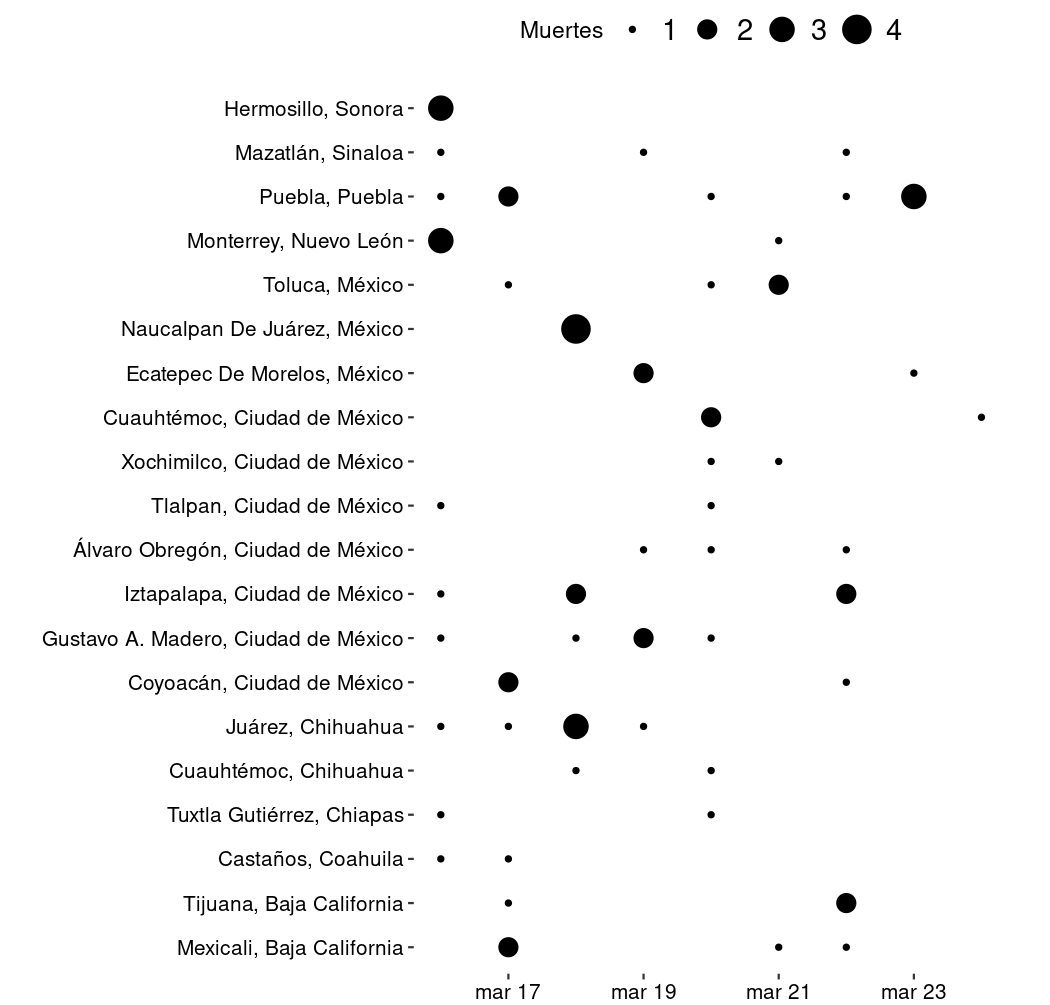 Muertes 1 2 3 4
Hermosillo, Sonora
Mazatlán, Sinaloa
Puebla, Puebla
Monterrey, Nuevo León
Toluca, México
Naucalpan De Juárez, México
Ecatepec De Morelos, México
Cuauhtémoc, Ciudad de México
Xochimilco, Ciudad de México
Tlalpan, Ciudad de México
Álvaro Obregón, Ciudad de México
Iztapalapa, Ciudad de México
Gustavo A. Madero, Ciudad de México
Coyoacán, Ciudad de México
Juárez, Chihuahua
Cuauhtémoc, Chihuahua
Tuxtla Gutiérrez, Chiapas
Castaños, Coahuila
Tijuana, Baja California
Mexicali, Baja California
mar 17 mar 19 mar 21 mar 23